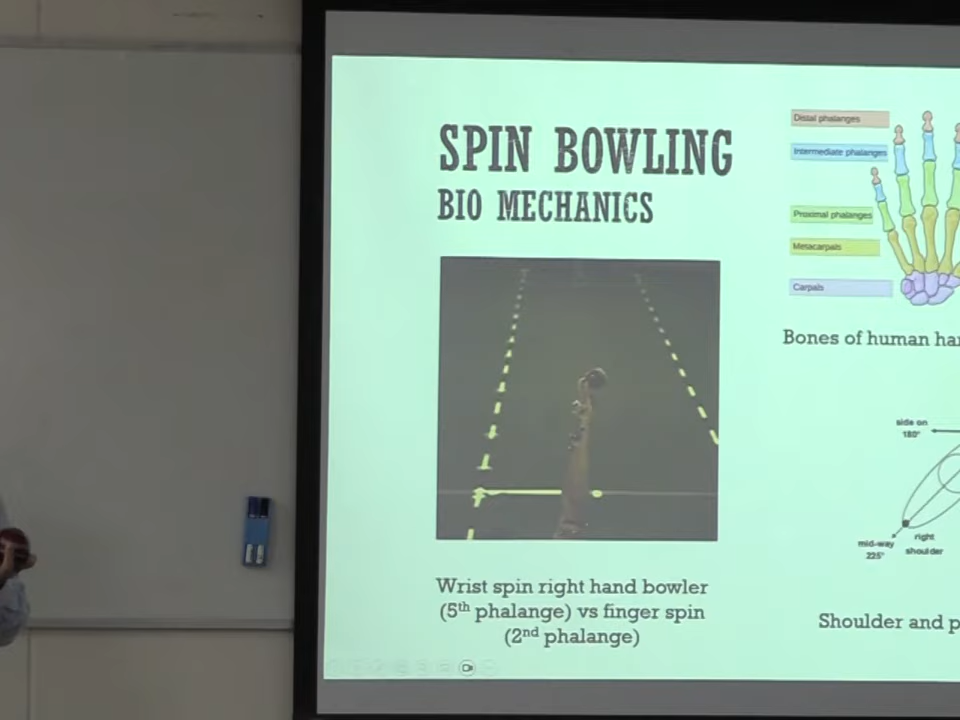 SPIN BOWLING
BIO MECHANICS
Distal phalanges
Intermediate phalanges
Proximal phalanges
Metacarpals
Carpals
Bones of human
side on
180°
mid-way
225°
right
shoulder
Wrist spin right hand bowler
(5th phalange) vs finger spin
(2nd phalange)
Shoulder and